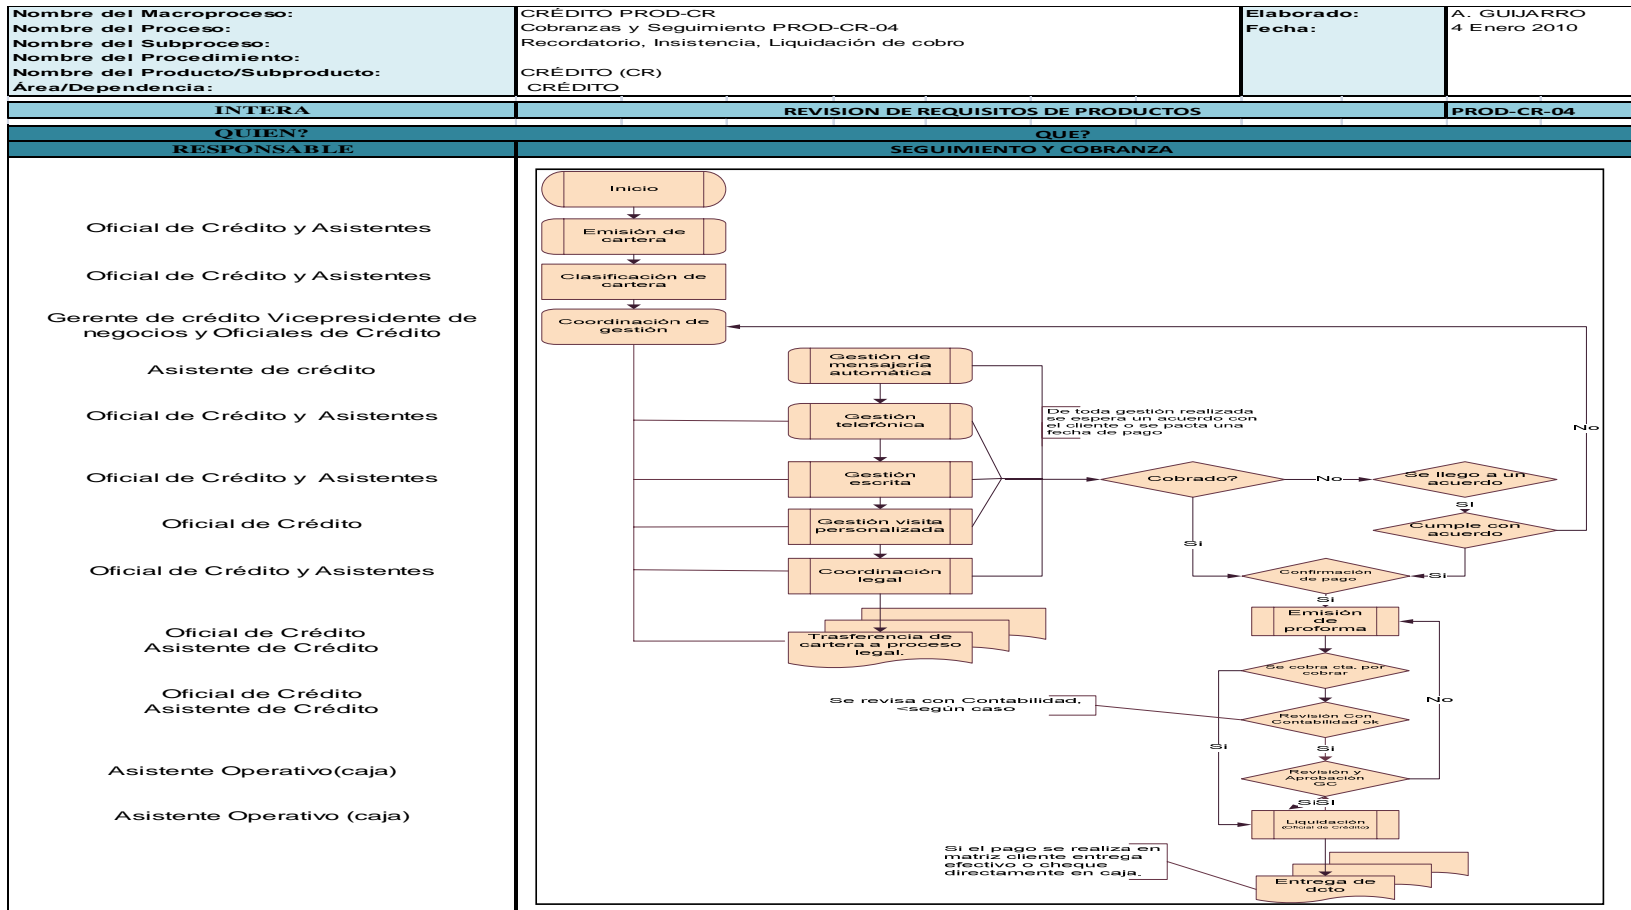 Nombre del Macroproceso: CRÉDITO PROD-CR Elaborado: A. GUIJARRO
Nombre del Proceso: Cobranzas y Seguimiento PROD-CR-04 Fecha: 4 Enero 2010
Nombre del Subproceso: Recordatorio, Insistencia, Liquidación de cobro
Nombre del Procedimiento:
Nombre del Producto/Subproducto: CRÉDITO (CR)
Área/Dependencia: CRÉDITO
INTERA REVISION DE REQUISITOS DE PRODUCTOS PROD-CR-04
QUIEN? QUE?
RESPONSABLE SEGUIMIENTO Y COBRANZA
Oficial de Crédito y Asistentes
Oficial de Crédito y Asistentes
Gerente de crédito Vicepresidente de
negocios y Oficiales de Crédito
Asistente de crédito
Oficial de Crédito y Asistentes
Oficial de Crédito y Asistentes
Oficial de Crédito
Oficial de Crédito y Asistentes
Oficial de Crédito
Asistente de Crédito
Oficial de Crédito
Asistente de Crédito
Asistente Operativo(caja)
Asistente Operativo (caja)
Inicio
Emisión de
cartera
Clasificación de
cartera
Coordinación de
gestión
Gestión de
mensajería
automática
Gestión
telefónica
De toda gestión realizada
se espera un acuerdo con
el cliente o se pacta una
fecha de pago
No
Gestión
escrita
Cobrado?
No
Se llego a un
acuerdo
SI
Gestión visita
personalizada
Cumple con
acuerdo
Si
Coordinación
legal
Confirmación
de pago
Si
Si
Emisión
de
proforma
Trasferencia de
cartera a proceso
legal.
Se cobra cta. por
cobrar
No
Se revisa con Contabilidad,
<según caso
Revisión Con
Contabilidad ok
Si
Si
Revisión y
Aprobación
GC
SiSI
Liquidación
(Oficial de Crédito)
Si el pago se realiza en
matriz cliente entrega
efectivo o cheque
directamente en caja.
Entrega de
dcto